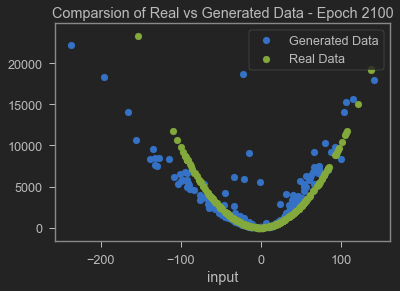 Comparsion of Real vs Generated Data - Epoch 2100
Generated Data
Real Data
20000
15000
10000
5000
0
−200
−100
0
100
input